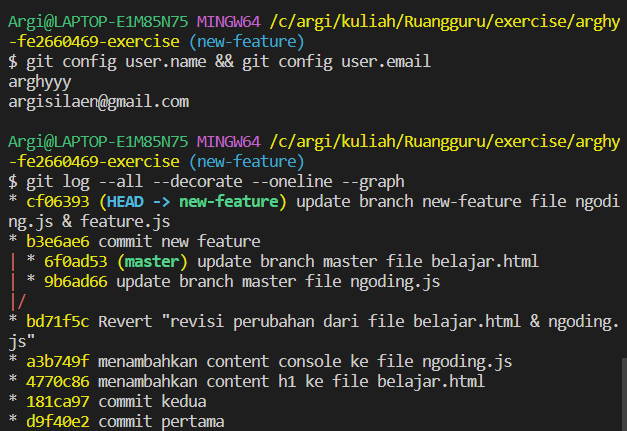 Argi@LAPTOP-E1M85N75 MINGW64 /c/argi/kuliah/Ruangguru/exercise/arghy
-fe2660469-exercise (new-feature)
$ git config user.name && git config user.email
arghyyy
argisilaen@gmail.com
Argi@LAPTOP-E1M85N75 MINGW64 /c/argi/kuliah/Ruangguru/exercise/arghy
-fe2660469-exercise (new-feature)
$ git log --all --decorate --oneline --graph
* cf06393 (HEAD -> new-feature) update branch new-feature file ngodi
ng.js & feature.js
* b3e6ae6 commit new feature
| * 6f0ad53 (master) update branch master file belajar.html
| * 9b6ad66 update branch master file ngoding.js
|/
* bd71f5c Revert "revisi perubahan dari file belajar.html & ngoding.
js"
* a3b749f menambahkan content console ke file ngoding.js
* 4770c86 menambahkan content h1 ke file belajar.html
* 181ca97 commit kedua
* d9f40e2 commit pertama